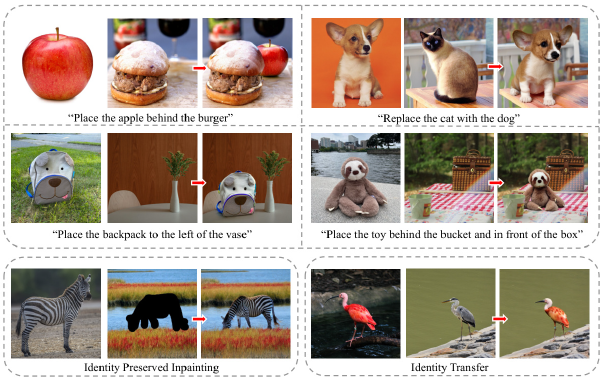 “Place the apple behind the burger”
“Replace the cat with the dog”
“Place the backpack to the left of the vase”
“Place the toy behind the bucket and in front of the box”
Identity Preserved Inpainting
Identity Transfer